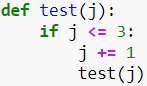 def test(j):
    if j <= 3:
        j += 1
        test(j)